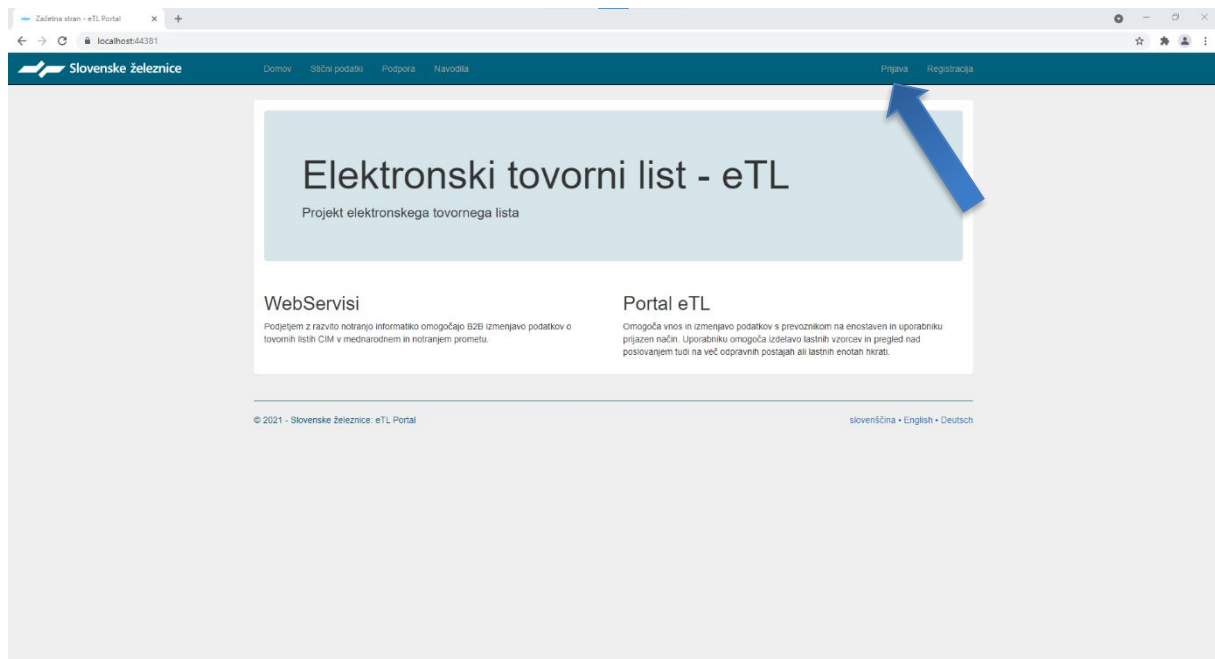 Začetna stran - eTL Portal
localhost:44381
Slovenske železnice
Domov Stični podatki Podpora Navodila Prijava Registracija
Elektronski tovorni list - eTL
Projekt elektronskega tovornega lista
WebServisi
Podjetjem z razvito notranjo informatiko omogočajo B2B izmenjavo podatkov o
tovornih listih CIM v mednarodnem in notranjem prometu.
Portal eTL
Omogoča vnos in izmenjavo podatkov s prevoznikom na enostaven in uporabniku
prijazen način. Uporabniku omogoča izdelavo lastnih vzorcev in pregled nad
poslovanjem tudi na več odpravnih postajah ali lastnih enotah hkrati.
© 2021 - Slovenske železnice: eTL Portal
slovenščina • English • Deutsch